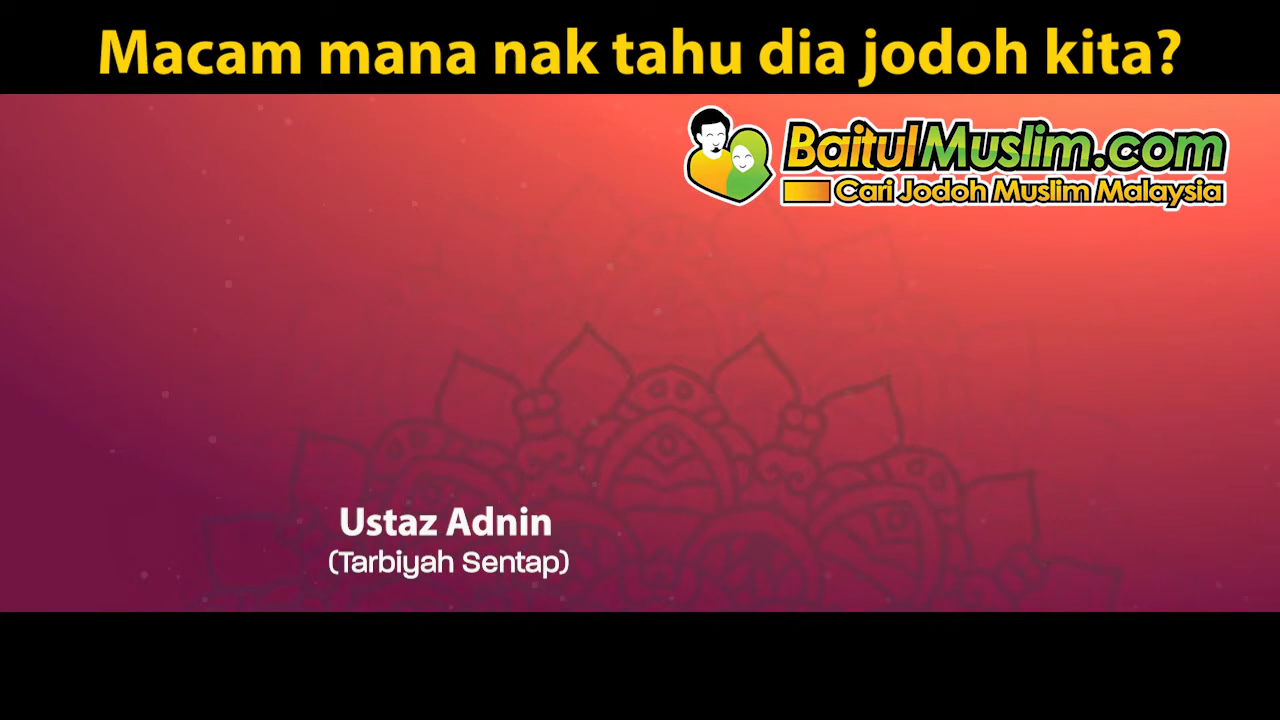 Macam mana nak tahu dia jodoh kita?
BaitulMuslim.com
Cari Jodoh Muslim Malaysia
Ustaz Adnin
(Tarbiyah Sentap)